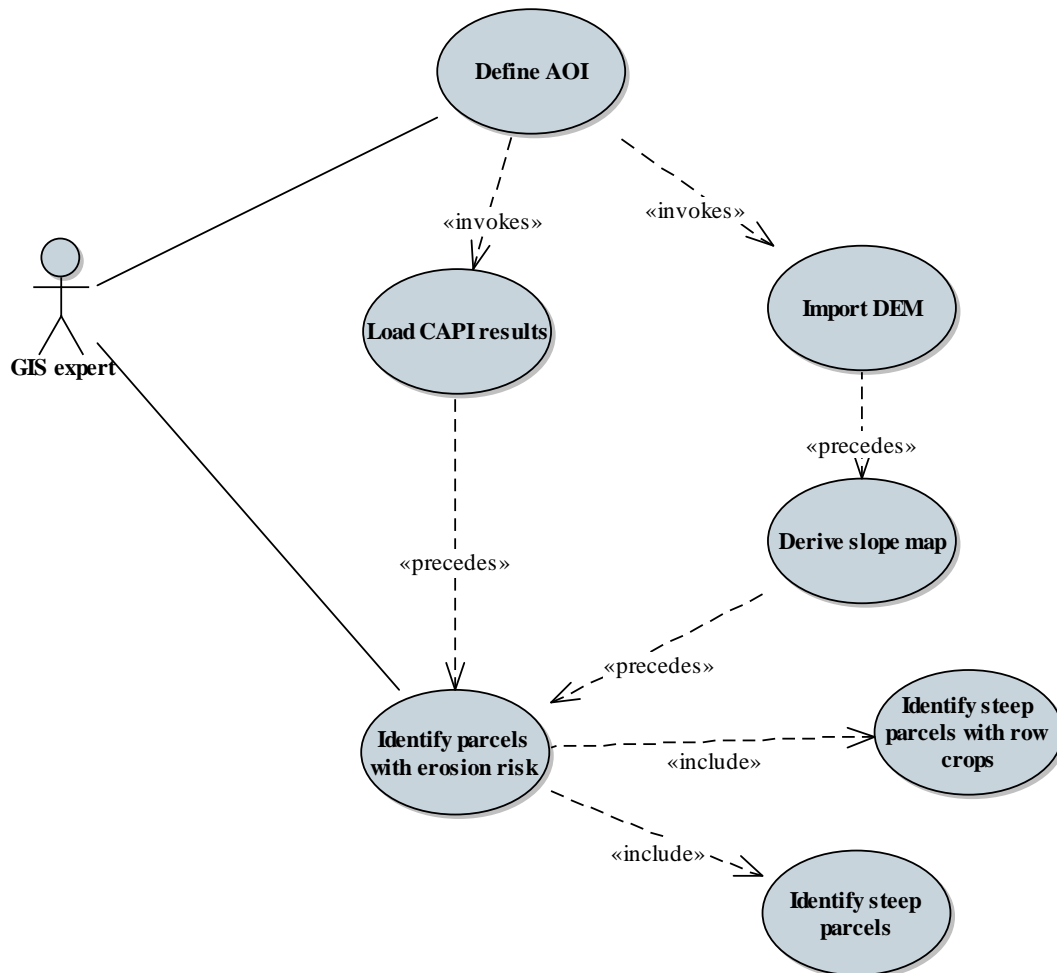 Define AOI
«invokes»
«invokes»
GIS expert
Load CAPI results
Import DEM
«precedes»
Derive slope map
«precedes»
«precedes»
Identify parcels
with erosion risk
Identify steep
parcels with row
crops
«include»
«include»
Identify steep
parcels